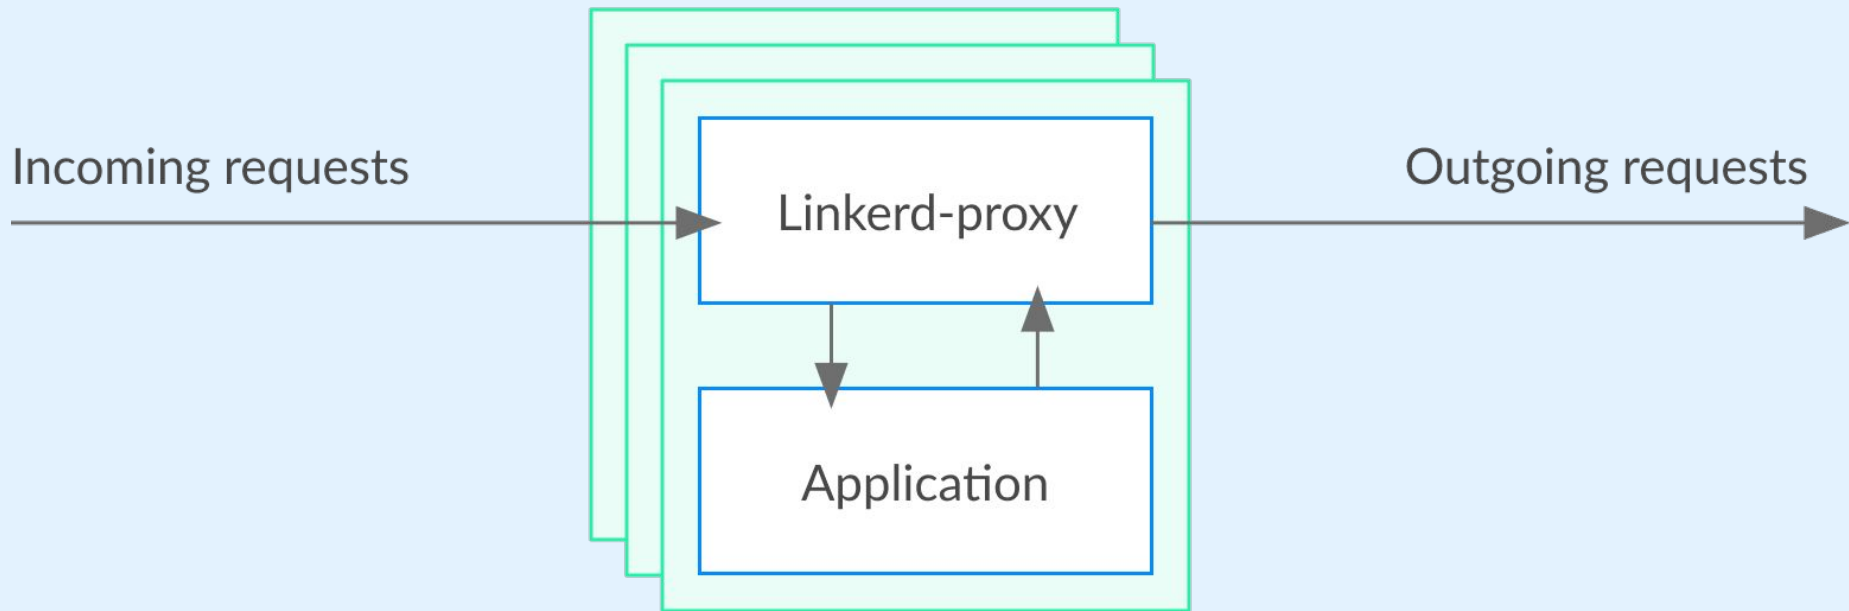 Incoming requests
Outgoing requests
Linkerd-proxy
Application